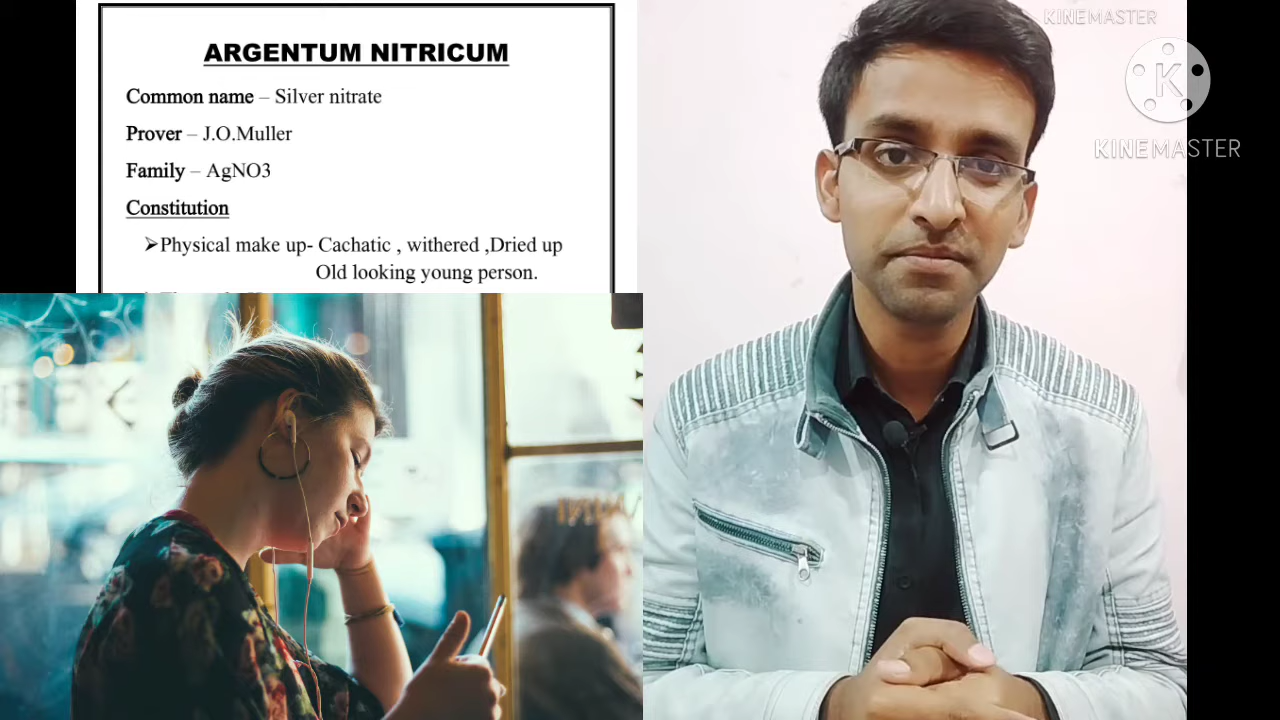 ARGENTUM NITRICUM
Common name – Silver nitrate
Prover – J.O.Muller
Family – AgNO3
Constitution
➢Physical make up- Cachatic , withered ,Dried up
Old looking young person.
KINEMASTER
K
KINEMASTER